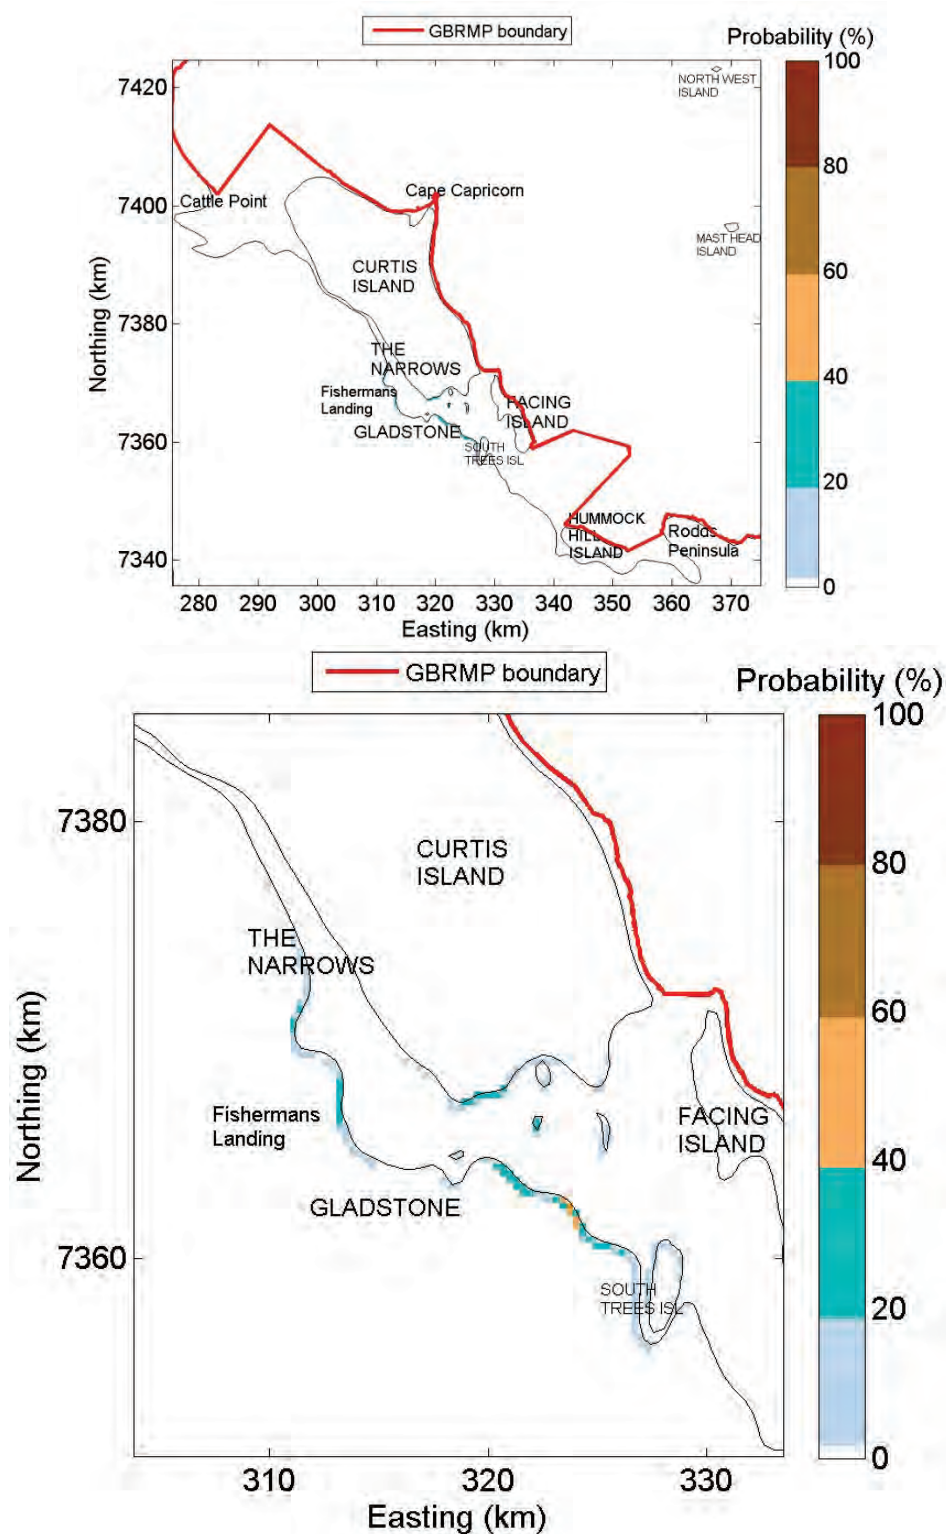 GBRMP boundary
Probability (%)
7424
7420
7400
7380
7360
7340
Northing (km)
NORTH WEST
ISLAND
Cattle Point
Cape Capricorn
MAST HEAD
ISLAND
CURTIS
ISLAND
THE
NARROWS
Fishermans
Landing
FACING
ISLAND
GLADSTONE
SOUTH
TREES ISL
HUMMOCK
HILL
ISLAND
Rodds
Peninsula
100
80
60
40
20
0
280 290 300 310 320 330 340 350 360 370
Easting (km)
GBRMP boundary
Probability (%)
7380
7360
Northing (km)
CURTIS
ISLAND
THE
NARROWS
Fishermans
Landing
FACING
ISLAND
GLADSTONE
SOUTH
TREES ISL
100
80
60
40
20
0
310 320 330
Easting (km)